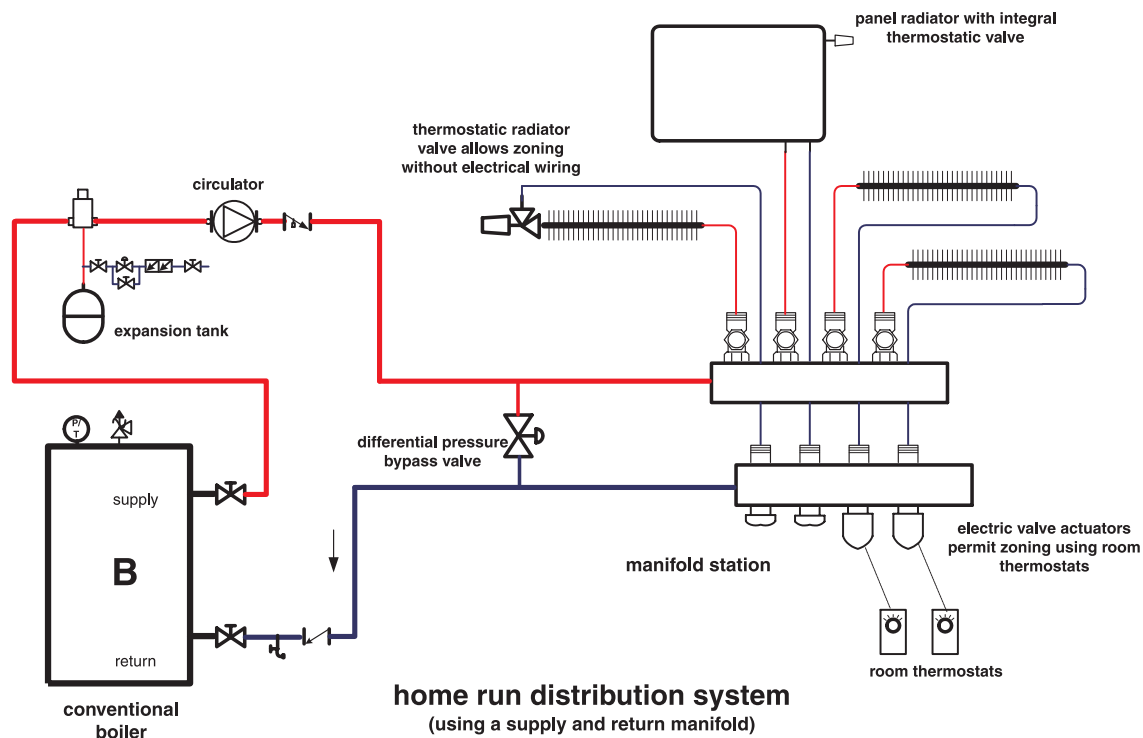 panel radiator with integral
thermostatic valve
thermostatic radiator
valve allows zoning
without electrical wiring
circulator
expansion tank
P/
T
differential pressure
bypass valve
supply
B
return
conventional
boiler
manifold station
electric valve actuators
permit zoning using room
thermostats
room thermostats
home run distribution system
(using a supply and return manifold)